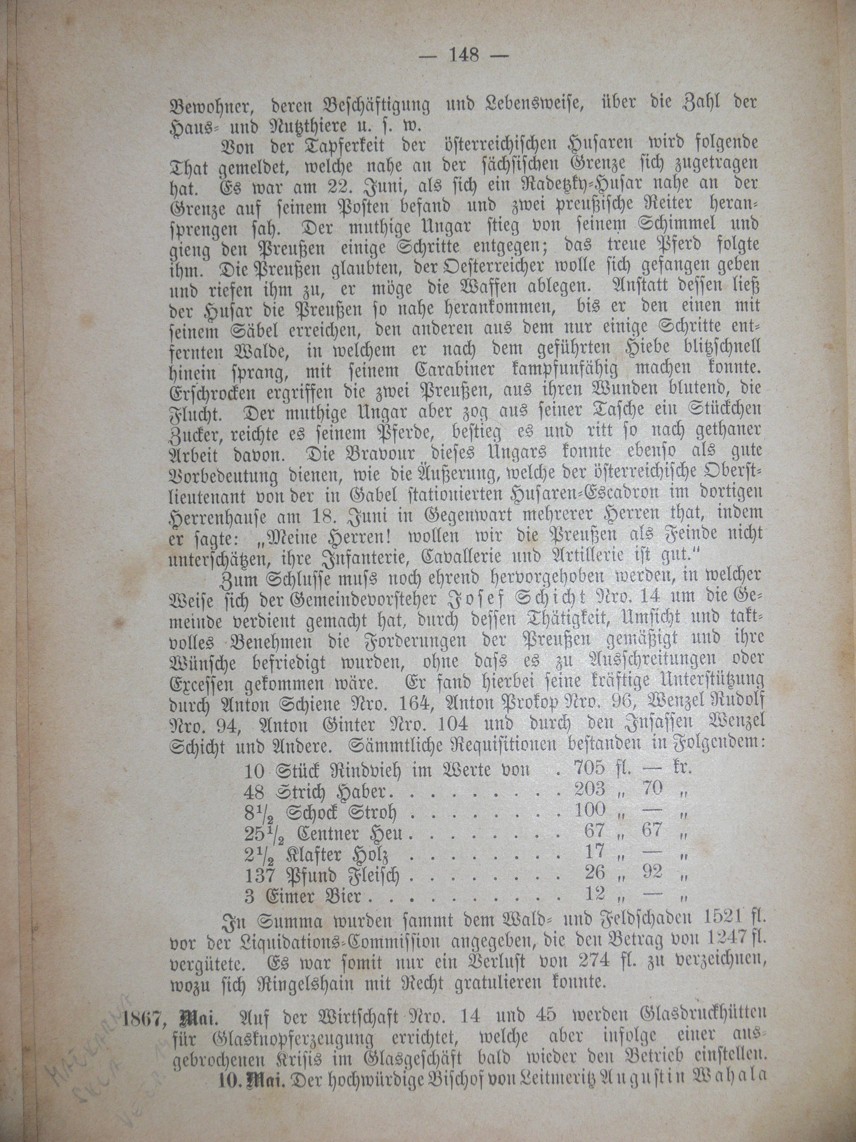 — 148 —
Bewohner, deren Beschäftigung und Lebensweise, über die Zahl der
Haus- und Nutzthiere u. s. w.
Von der Tapferkeit der österreichischen Husaren wird folgende
That gemeldet, welche nahe an der sächsischen Grenze sich zugetragen
hat. Es war am 22. Juni, als sich ein Radetzky-Husar nahe an der
Grenze auf seinem Posten befand und zwei preußische Reiter heran-
sprengen sah. Der muthige Ungar stieg von seinem Schimmel und
gieng den Preußen einige Schritte entgegen; das treue Pferd folgte
ihm. Die Preußen glaubten, der Oesterreicher wolle sich gefangen geben
und riefen ihm zu, er möge die Waffen ablegen. Anstatt dessen ließ
der Husar die Preußen so nahe herankommen, bis er den einen mit
seinem Säbel erreichen, den anderen aus dem nur einige Schritte ent-
fernten Walde, in welchem er nach dem geführten Hiebe blitzschnell
hinein sprang, mit seinem Carabiner kampfunfähig machen konnte.
Erschrocken ergriffen die zwei Preußen, aus ihren Wunden blutend, die
Flucht. Der muthige Ungar aber zog aus seiner Tasche ein Stückchen
Zucker, reichte es seinem Pferde, bestieg es und ritt so nach gethaner
Arbeit davon. Die Bravour dieses Ungars konnte ebenso als gute
Vorbedeutung dienen, wie die Äußerung, welche der österreichische Oberst-
lieutenant von der in Gabel stationierten Husaren-Escadron im dortigen
Herrenhause am 18. Juni in Gegenwart mehrerer Herren that, indem
er sagte: „Meine Herren! wollen wir die Preußen als Feinde nicht
unterschätzen, ihre Infanterie, Cavallerie und Artillerie ist gut."
Zum Schlusse muss noch ehrend hervorgehoben werden, in welcher
Weise sich der Gemeindevorsteher Josef Schicht Nro. 14 um die Ge-
meinde verdient gemacht hat, durch dessen Thätigkeit, Umsicht und takt-
volles Benehmen die Forderungen der Preußen gemäßigt und ihre
Wünsche befriedigt wurden, ohne dass es zu Ausschreitungen oder
Excessen gekommen wäre. Er fand hierbei seine kräftige Unterstützung
durch Anton Schiene Nro. 164, Anton Prokop Nro. 96, Wenzel Rudolf
Nro. 94, Anton Ginter Nro. 104 und durch den Insassen Wenzel
Schicht und Andere. Sämmtliche Requisitionen bestanden in Folgendem:
10 Stück Rindvieh im Werte von . 705 fl. — kr.
48 Strich Haber. . . . . . . . . 203 „ 70 „
8½ Schock Stroh . . . . . . . . 100 „ — „
25½ Centner Heu . . . . . . . . 67 „ 67 „
2½ Klafter Holz . . . . . . . . 17 „ — „
137 Pfund Fleisch . . . . . . . . 26 „ 92 „
3 Eimer Bier . . . . . . . . . . 12 „ — „
In Summa wurden sammt dem Wald- und Feldschaden 1521 fl.
vor der Liquidations-Commission angegeben, die den Betrag von 1247 fl.
vergütete. Es war somit nur ein Verlust von 274 fl. zu verzeichnen,
wozu sich Ringelshain mit Recht gratulieren konnte.
1867, Mai. Auf der Wirtschaft Nro. 14 und 45 werden Glasdruckhütten
für Glasknopferzeugung errichtet, welche aber infolge einer aus-
gebrochenen Krisis im Glasgeschäft bald wieder den Betrieb einstellen.
10. Mai. Der hochwürdige Bischof von Leitmeritz Augustin Wahala